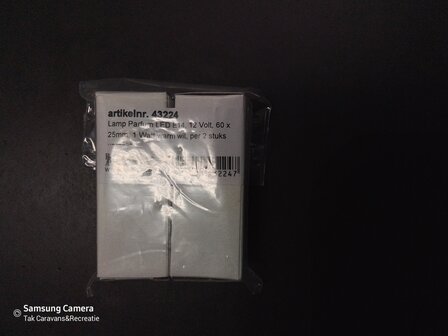 artikelnr. 43224
Lamp Parfum LED E14, 12 Volt, 60 x
25mm, 1 Watt warm wit, per 2 stuks
Samsung Camera
Tak Caravans&Recreatie